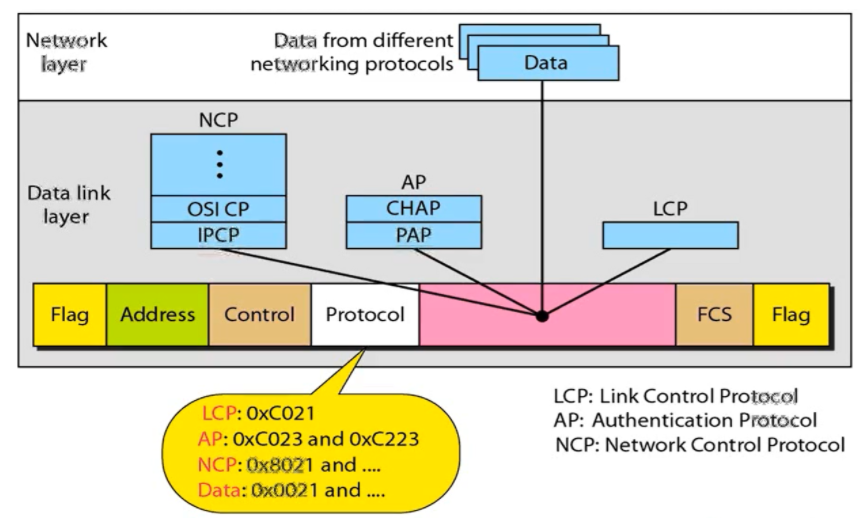 Network
layer
Data from different
networking protocols
Data
NCP
Data link
layer
OSI CP
IPCP
AP
CHAP
PAP
LCP
Flag Address Control Protocol FCS Flag
LCP: 0xC021
AP: 0xC023 and 0xC223
NCP: 0x8021 and ....
Data: 0x0021 and ....
LCP: Link Control Protocol
AP: Authentication Protocol
NCP: Network Control Protocol